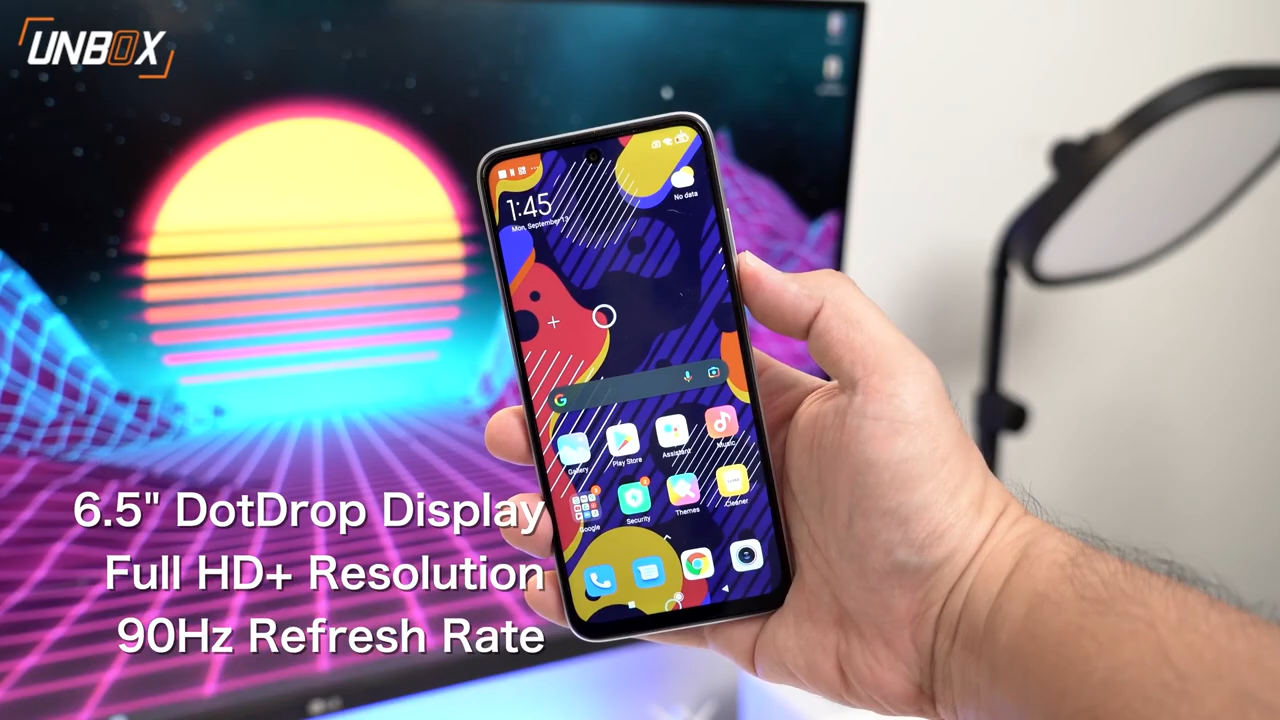 UNBOX
1:45
Mon, September 13
No data
Gallery
Play Store
Assistant
Music
Google
Security
Themes
Cleaner
6.5" DotDrop Display
Full HD+ Resolution
90Hz Refresh Rate